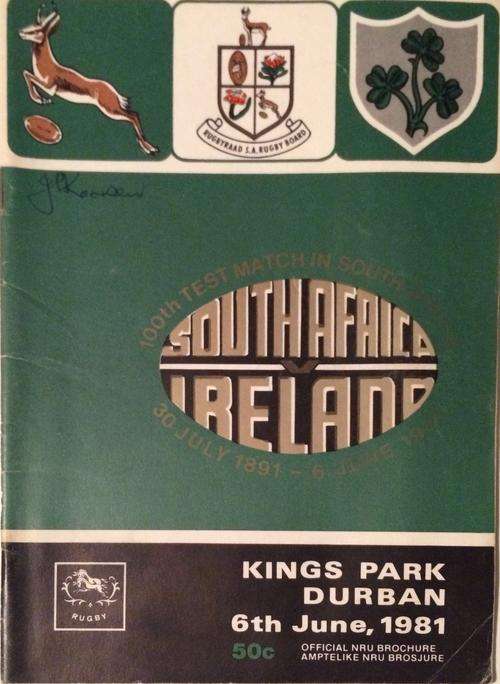 RUGBYRAAD S.A. RUGBY BOARD
100th TEST MATCH IN SOUTH
SOUTH AFRICA
V
IRELAND
30 JULY 1891 - 6 JUNE
RUGBY
KINGS PARK
DURBAN
6th June, 1981
50c
OFFICIAL NRU BROCHURE
AMPTELIKE NRU BROSJURE